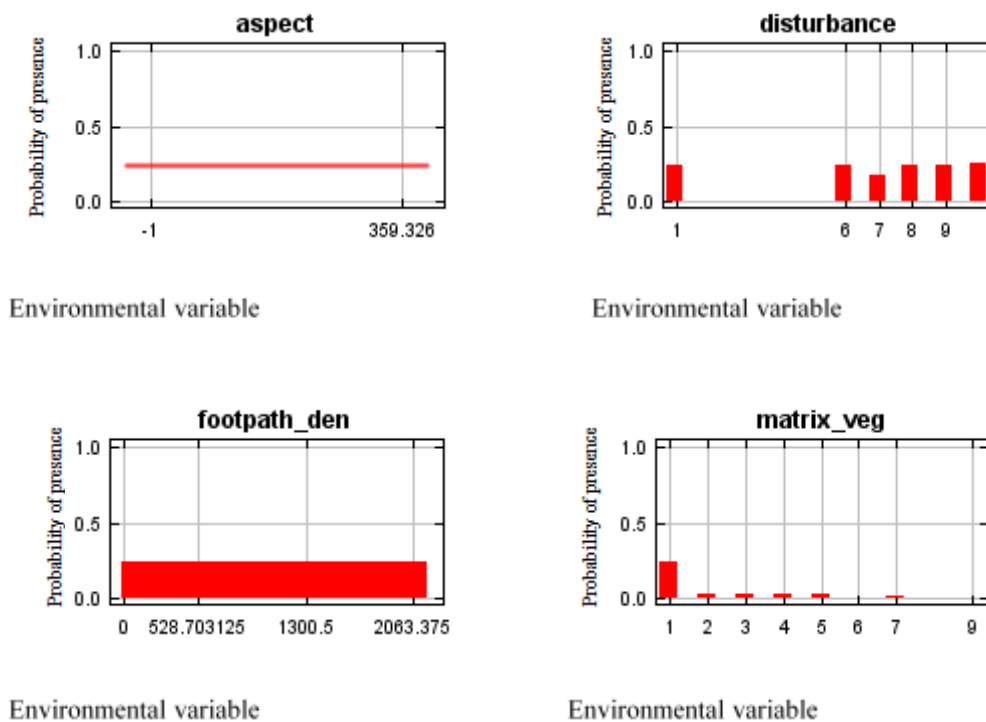 aspect
Probability of presence
1.0
0.5
0.0
-1 359.326
Environmental variable
disturbance
Probability of presence
1.0
0.5
0.0
1 6 7 8 9
Environmental variable
footpath_den
Probability of presence
1.0
0.5
0.0
0 528.703125 1300.5 2063.375
Environmental variable
matrix_veg
Probability of presence
1.0
0.5
0.0
1 2 3 4 5 6 7 9
Environmental variable